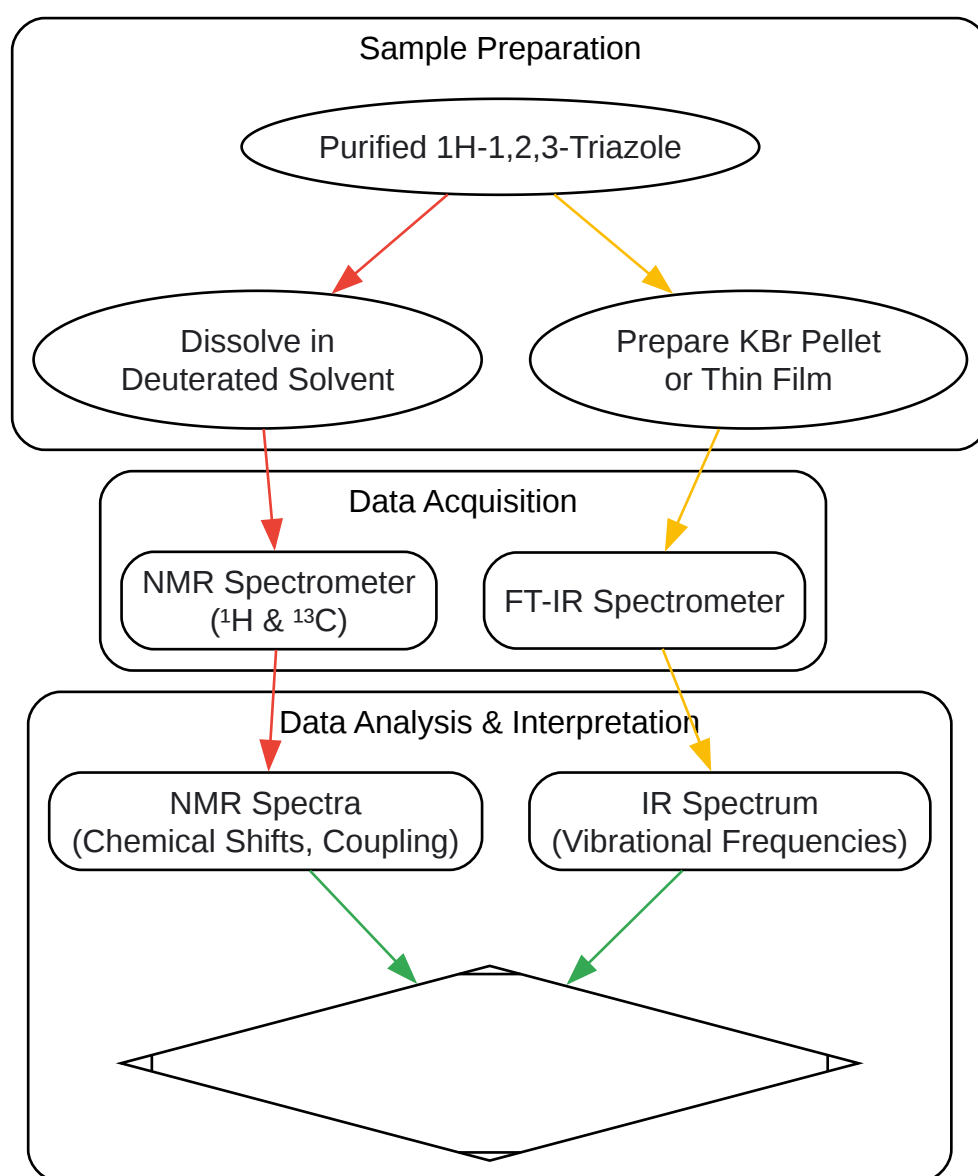 Sample Preparation
Purified 1H-1,2,3-Triazole
Dissolve in
Deuterated Solvent
Prepare KBr Pellet
or Thin Film
Data Acquisition
NMR Spectrometer
(¹H & ¹³C)
FT-IR Spectrometer
Data Analysis & Interpretation
NMR Spectra
(Chemical Shifts, Coupling)
IR Spectrum
(Vibrational Frequencies)